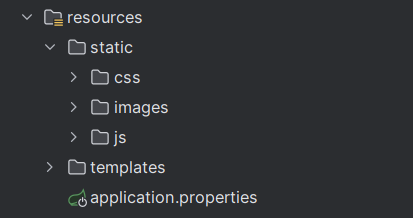 resources
static
css
images
js
templates
application.properties